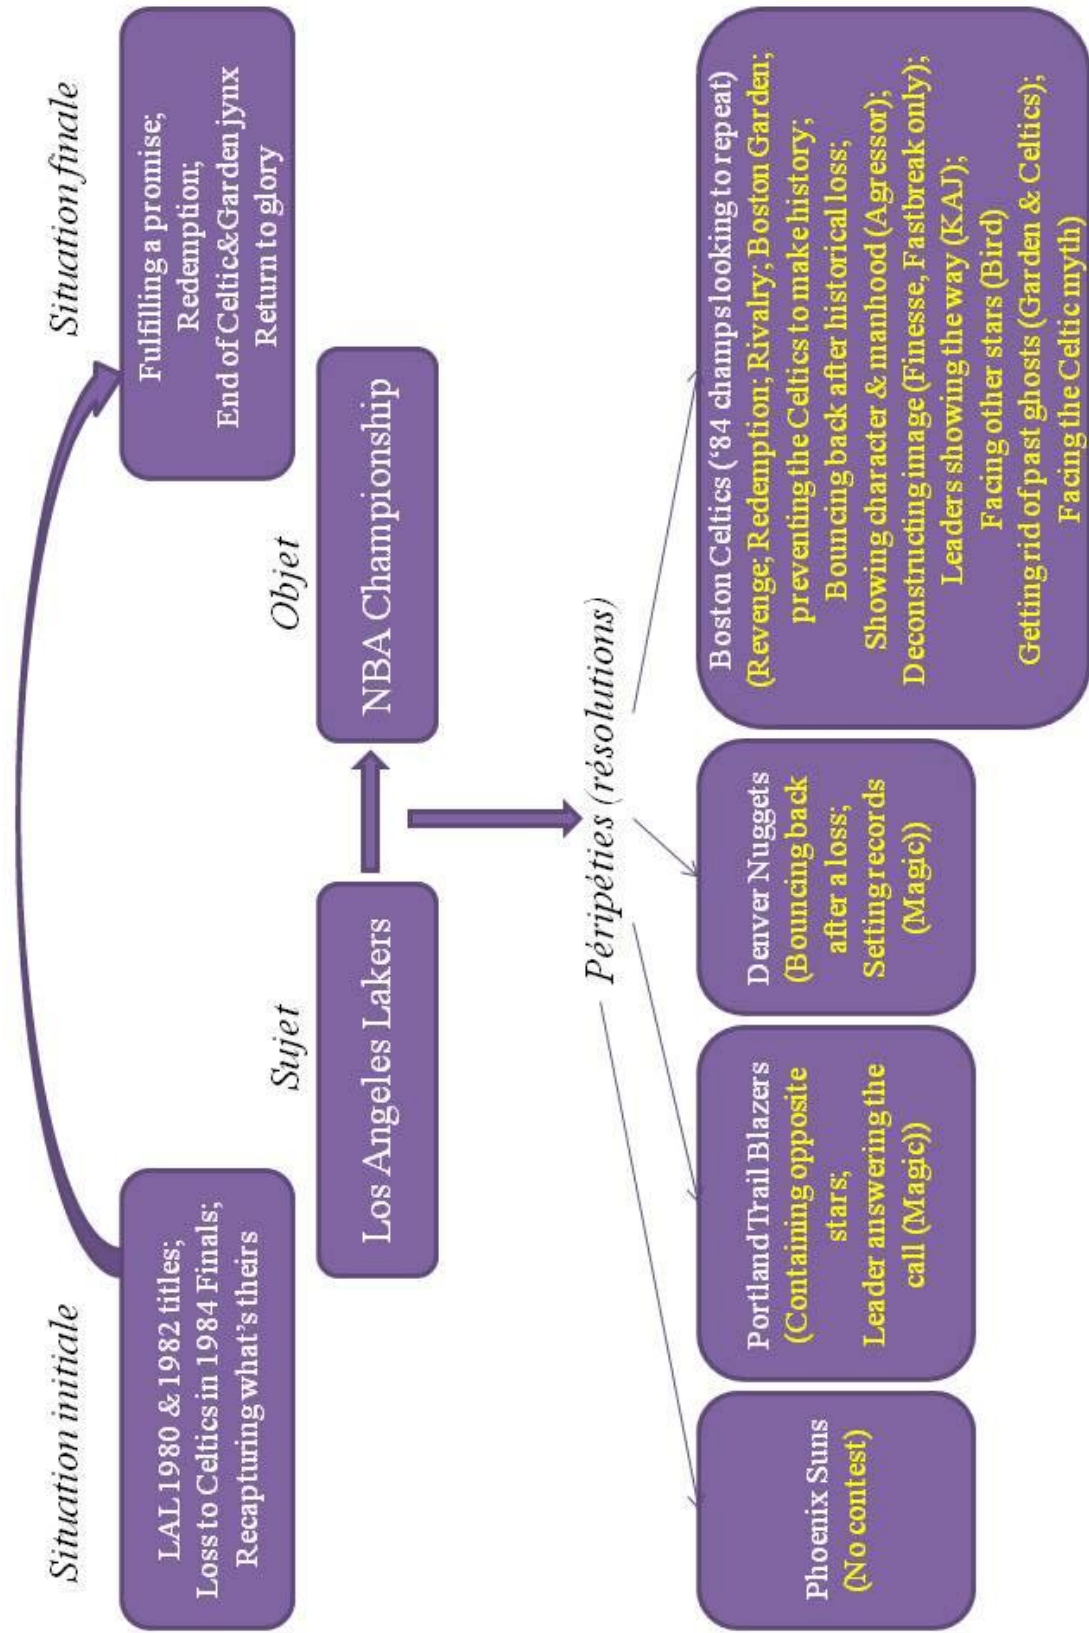 Situation initiale
LAL 1980 & 1982 titles;
Loss to Celtics in 1984 Finals;
Recapturing what's theirs
Situation finale
Fulfilling a promise;
Redemption;
End of Celtic&Garden jynx
Return to glory
Sujet
Los Angeles Lakers
Objet
NBA Championship
Péripéties (résolutions)
Phoenix Suns
(No contest)
Portland Trail Blazers
(Containing opposite
stars;
Leader answering the
call (Magic))
Denver Nuggets
(Bouncing back
after a loss;
Setting records
(Magic))
Boston Celtics ('84 champs looking to repeat)
(Revenge; Redemption; Rivalry; Boston Garden;
preventing the Celtics to make history;
Bouncing back after historical loss;
Showing character & manhood (Agressor);
Deconstructing image (Finesse, Fastbreak only);
Leaders showing the way (KAJ);
Facing other stars (Bird)
Getting rid of past ghosts (Garden & Celtics);
Facing the Celtic myth)